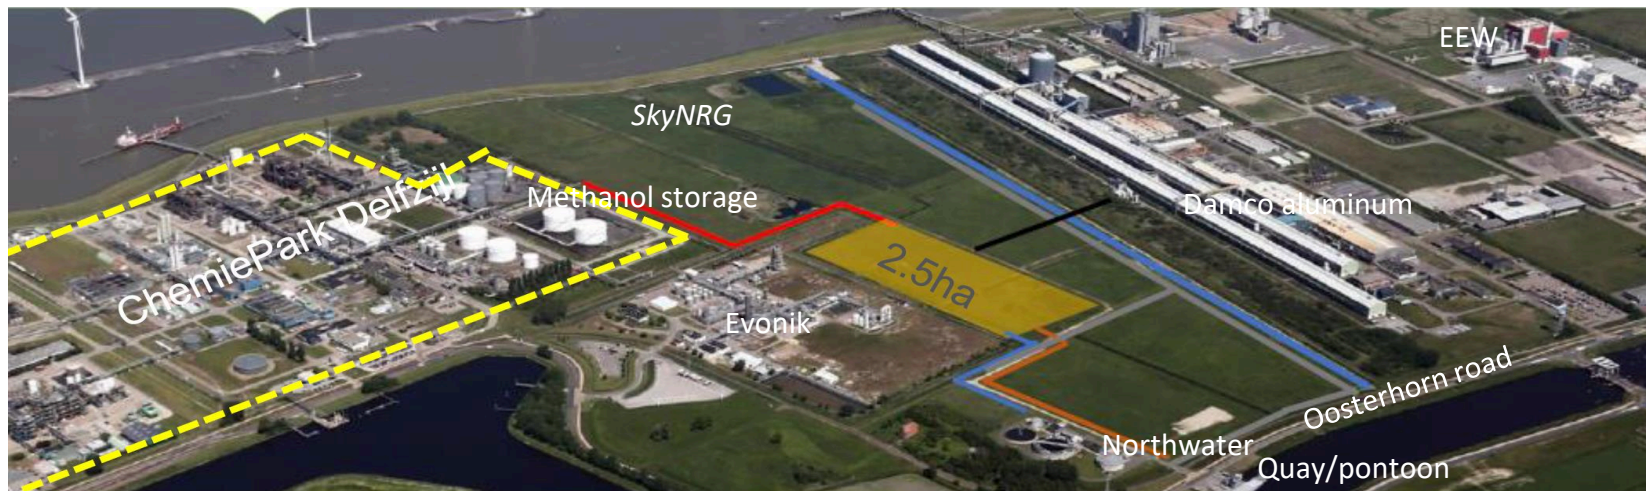 EEW
SkyNRG
Methanol storage
Damco aluminum
ChemiePark Delfzijl
2.5ha
Evonik
Oosterhorn road
Northwater
Quay/pontoon